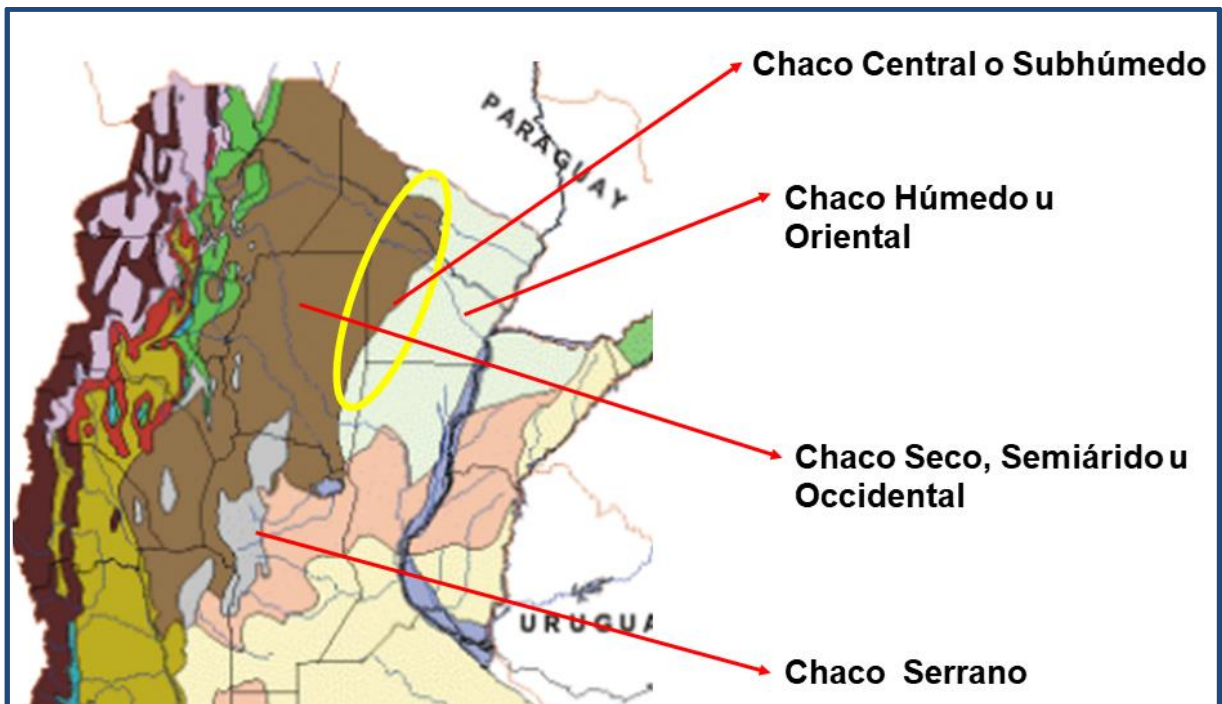 Chaco Central o Subhúmedo
PARAGUAY
Chaco Húmedo u
Oriental
Chaco Seco, Semiárido u
Occidental
URUGUA
Chaco Serrano